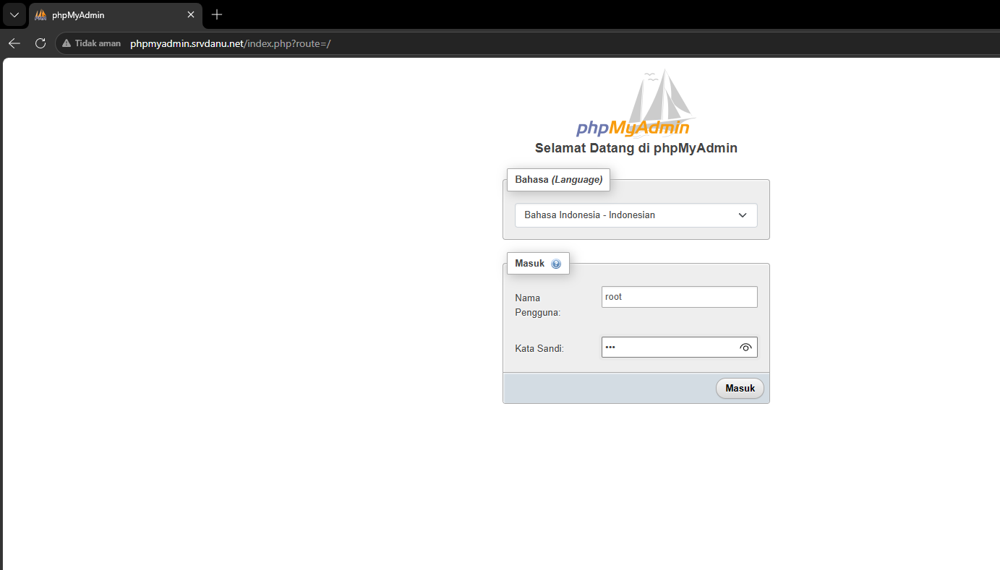 phpMyAdmin
Tidak aman phpmyadmin.srvdanu.net/index.php?route=/
phpMyAdmin
Selamat Datang di phpMyAdmin
Bahasa (Language)
Bahasa Indonesia - Indonesian
Masuk
Nama Pengguna:
root
Kata Sandi:
•••
Masuk